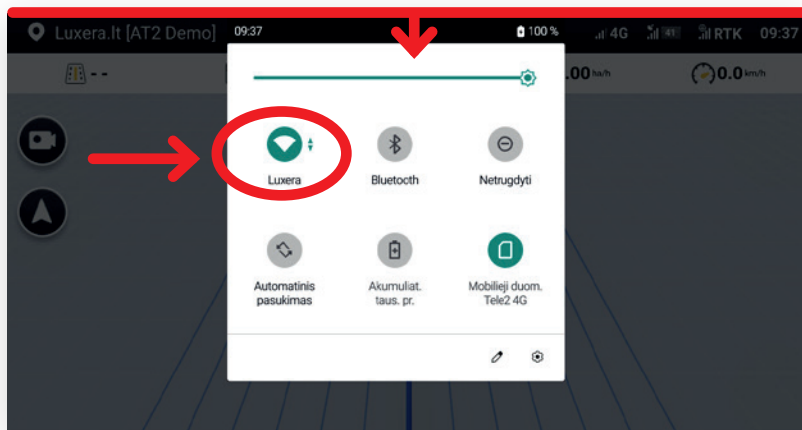 Luxera.lt [AT2 Demo]
09:37
100 %
4G
41
RTK
09:37
--
.00 ha/h
0.0 km/h
Luxera
Bluetooth
Netrugdyti
Automatinis
pasukimas
Akumuliat.
taus. pr.
Mobilieji duom.
Tele2 4G